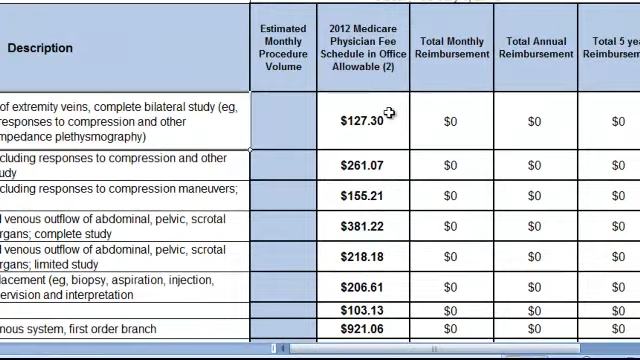 Description
Estimated
Monthly
Procedure
Volume
2012 Medicare
Physician Fee
Schedule in Office
Allowable (2)
Total Monthly
Reimbursement
Total Annual
Reimbursement
Total 5 yea
Reimbursem
of extremity veins, complete bilateral study (eg,
responses to compression and other
mpedance plethysmography)
$127.30 $0 $0 $0
cluding responses to compression and other
udy
$261.07 $0 $0 $0
cluding responses to compression maneuvers;
$155.21 $0 $0 $0
d venous outflow of abdominal, pelvic, scrotal
rgans; complete study
$381.22 $0 $0 $0
d venous outflow of abdominal, pelvic, scrotal
rgans; limited study
$218.18 $0 $0 $0
lacement (eg, biopsy, aspiration, injection,
ervision and interpretation
$206.61 $0 $0 $0
$103.13 $0 $0 $0
nous system, first order branch $921.06 $0 $0 $0